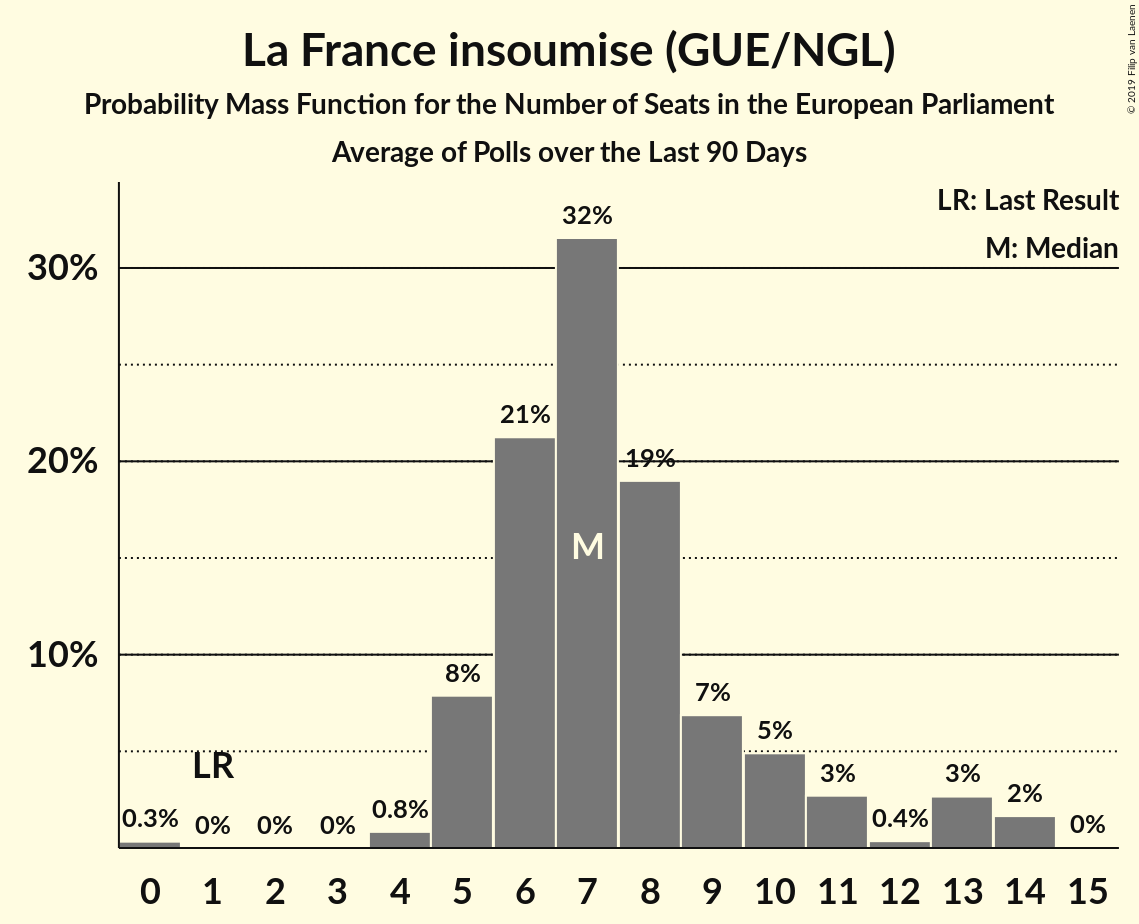 La France insoumise (GUE/NGL)
Probability Mass Function for the Number of Seats in the European Parliament
Average of Polls over the Last 90 Days
© 2019 Filip van Laenen
LR: Last Result
M: Median
30%
20%
10%
0.3%
0%
0%
0%
0.8%
8%
21%
32%
19%
7%
5%
3%
0.4%
3%
2%
0%
LR
M
0 1 2 3 4 5 6 7 8 9 10 11 12 13 14 15